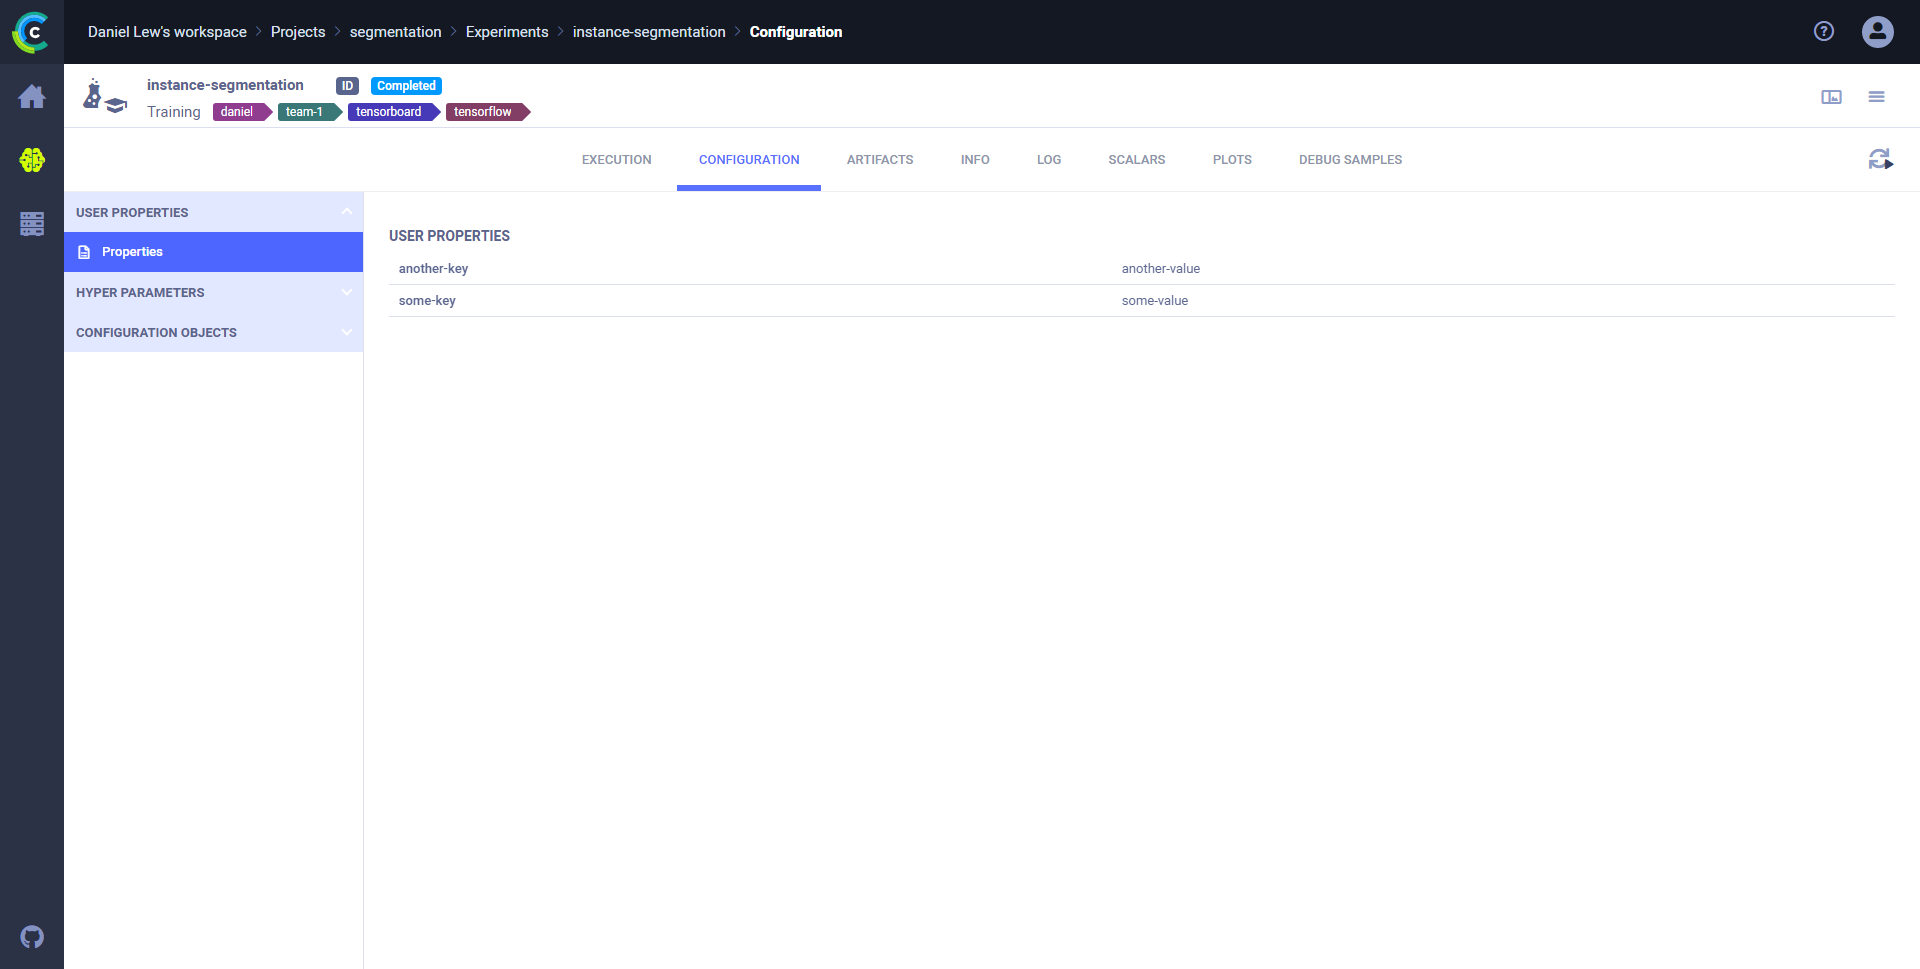 Daniel Lew's workspace > Projects > segmentation > Experiments > instance-segmentation > Configuration
instance-segmentation ID Completed
Training daniel team-1 tensorboard tensorflow
EXECUTION CONFIGURATION ARTIFACTS INFO LOG SCALARS PLOTS DEBUG SAMPLES
USER PROPERTIES
Properties
HYPER PARAMETERS
CONFIGURATION OBJECTS
USER PROPERTIES
another-key another-value
some-key some-value